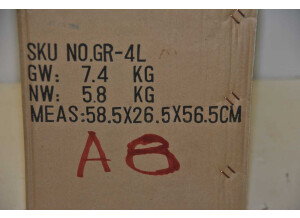 SKU NO.GR-4L
GW: 7.4 KG
NW: 5.8 KG
MEAS:58.5X26.5X56.5CM
A8